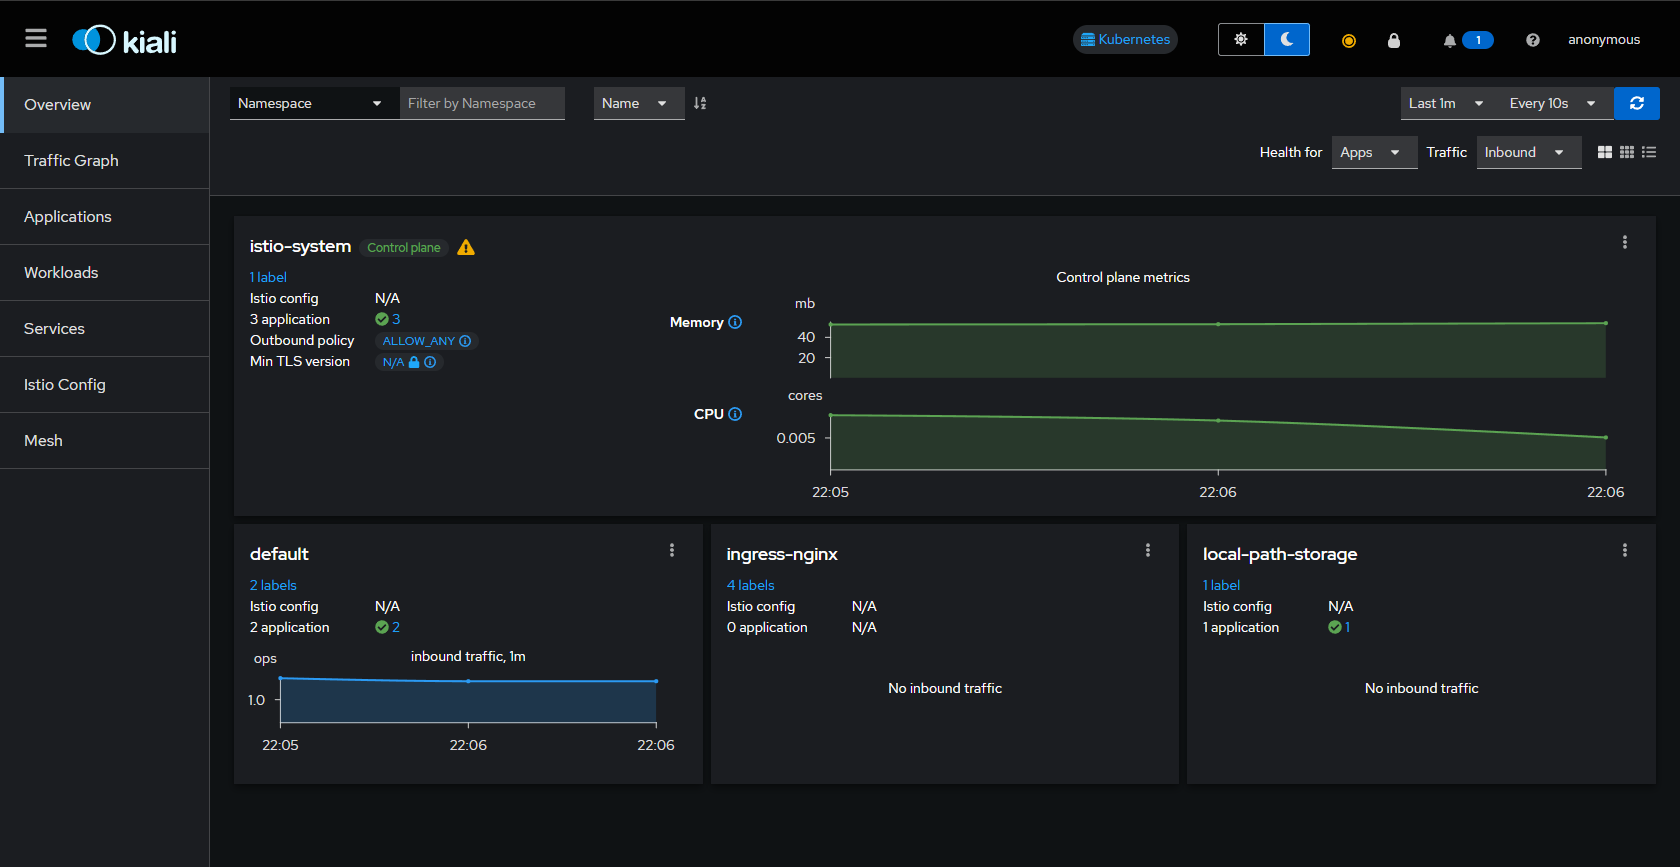 kiali
Kubernetes
1
anonymous
Overview
Traffic Graph
Applications
Workloads
Services
Istio Config
Mesh
Namespace
Filter by Namespace
Name
Last 1m
Every 10s
Health for
Apps
Traffic
Inbound
istio-system
Control plane
1 label
Istio config N/A
3 application 3
Outbound policy ALLOW_ANY
Min TLS version N/A
Control plane metrics
mb
Memory
40
20
cores
CPU
0.005
22:05 22:06 22:06
default
2 labels
Istio config N/A
2 application 2
ops
inbound traffic, 1m
1.0
22:05 22:06 22:06
ingress-nginx
4 labels
Istio config N/A
0 application N/A
No inbound traffic
local-path-storage
1 label
Istio config N/A
1 application 1
No inbound traffic